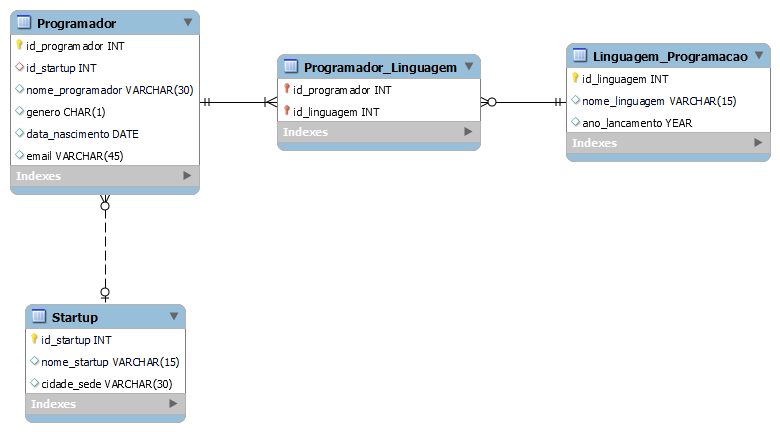 Programador
id_programador INT
id_startup INT
nome_programador VARCHAR(30)
genero CHAR(1)
data_nascimento DATE
email VARCHAR(45)
Indexes
Programador_Linguagem
id_programador INT
id_linguagem INT
Indexes
Linguagem_Programacao
id_linguagem INT
nome_linguagem VARCHAR(15)
ano_lancamento YEAR
Indexes
Startup
id_startup INT
nome_startup VARCHAR(15)
cidade_sede VARCHAR(30)
Indexes